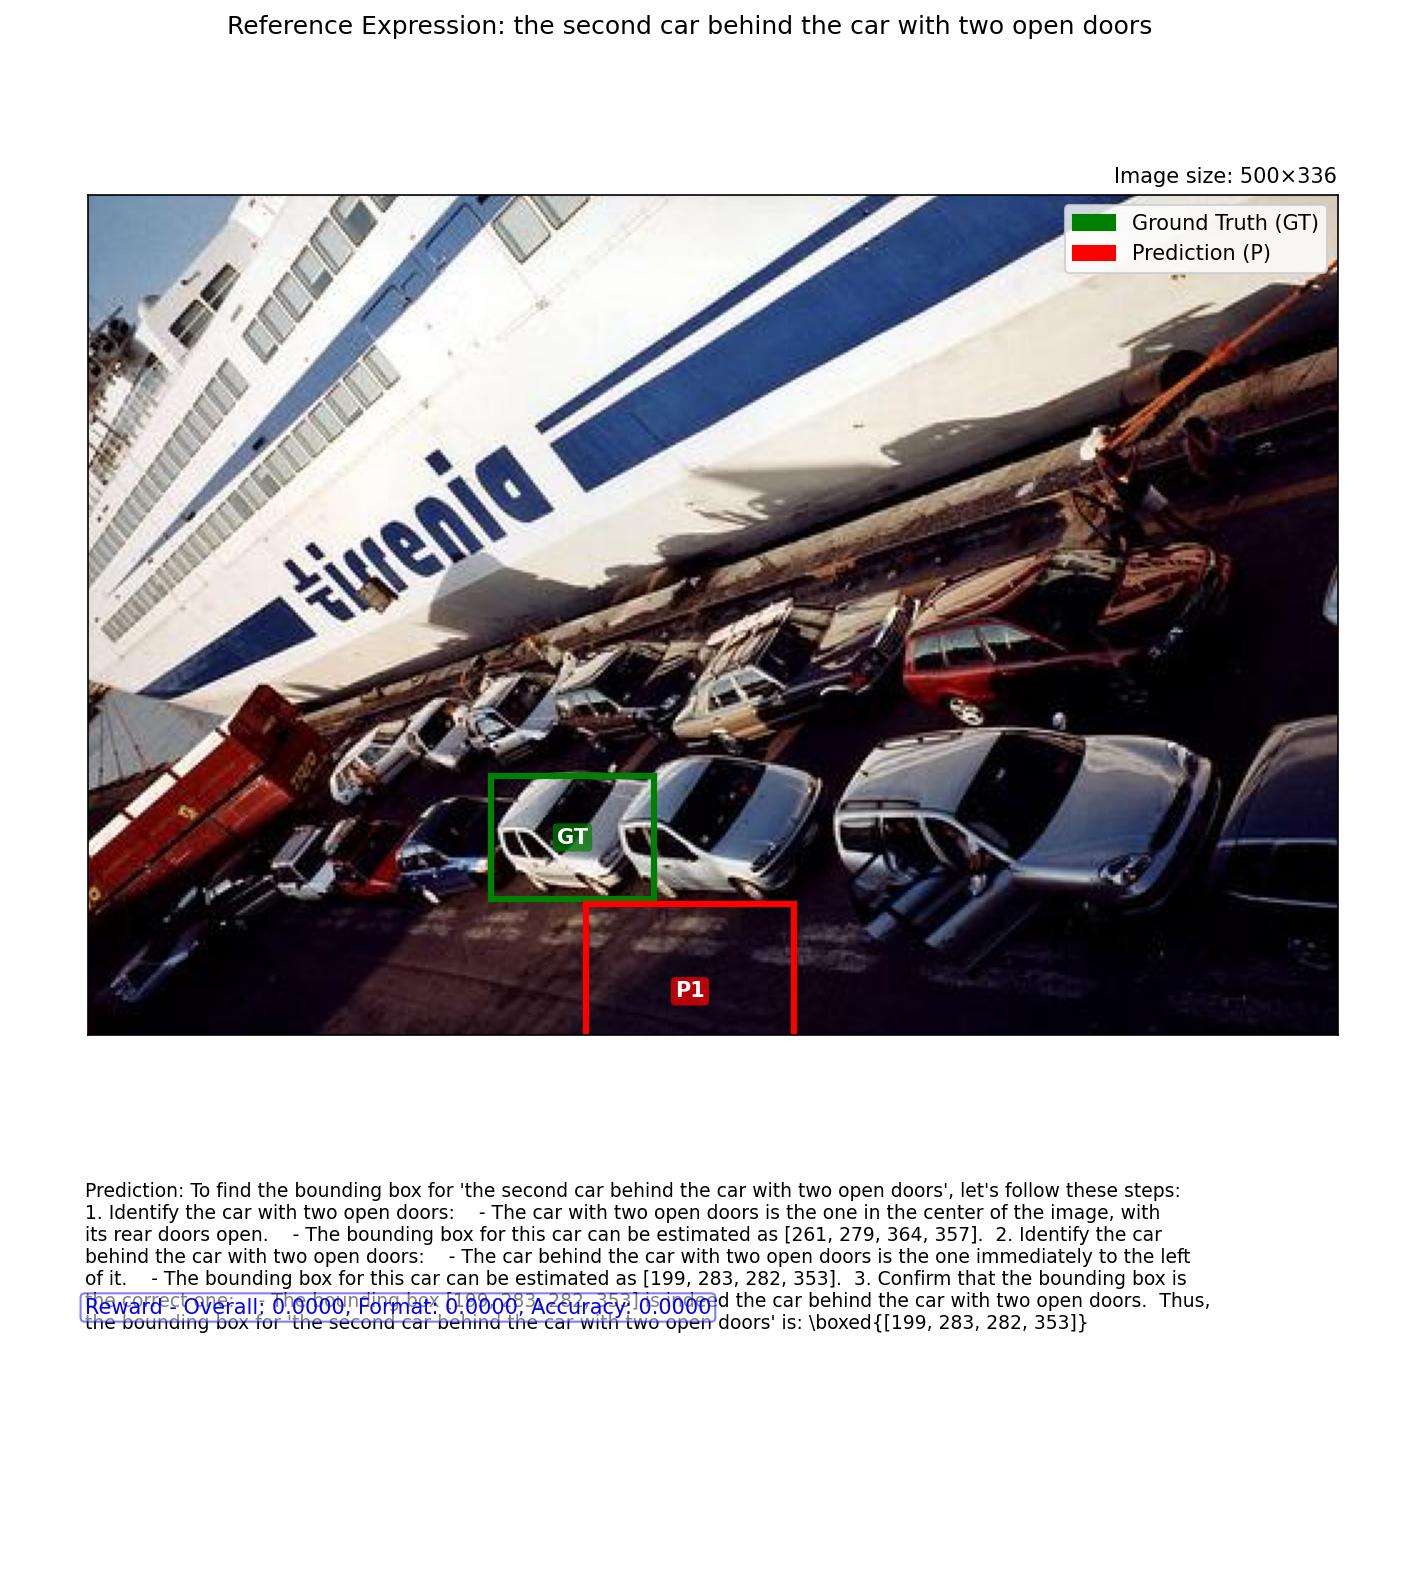 Reference Expression: the second car behind the car with two open doors
Image size: 500×336
Ground Truth (GT)
Prediction (P)
tirrenia
GT
P1
Prediction: To find the bounding box for 'the second car behind the car with two open doors', let's follow these steps:
1. Identify the car with two open doors:    - The car with two open doors is the one in the center of the image, with
its rear doors open.    - The bounding box for this car can be estimated as [261, 279, 364, 357].  2. Identify the car
behind the car with two open doors:    - The car behind the car with two open doors is the one immediately to the left
of it.    - The bounding box for this car can be estimated as [199, 283, 282, 353].  3. Confirm that the bounding box is
the correct one:    - The bounding box [199, 283, 282, 353] is indeed the car behind the car with two open doors.  Thus,
Reward - Overall: 0.0000, Format: 0.0000, Accuracy: 0.0000
the bounding box for 'the second car behind the car with two open doors' is: \boxed{[199, 283, 282, 353]}